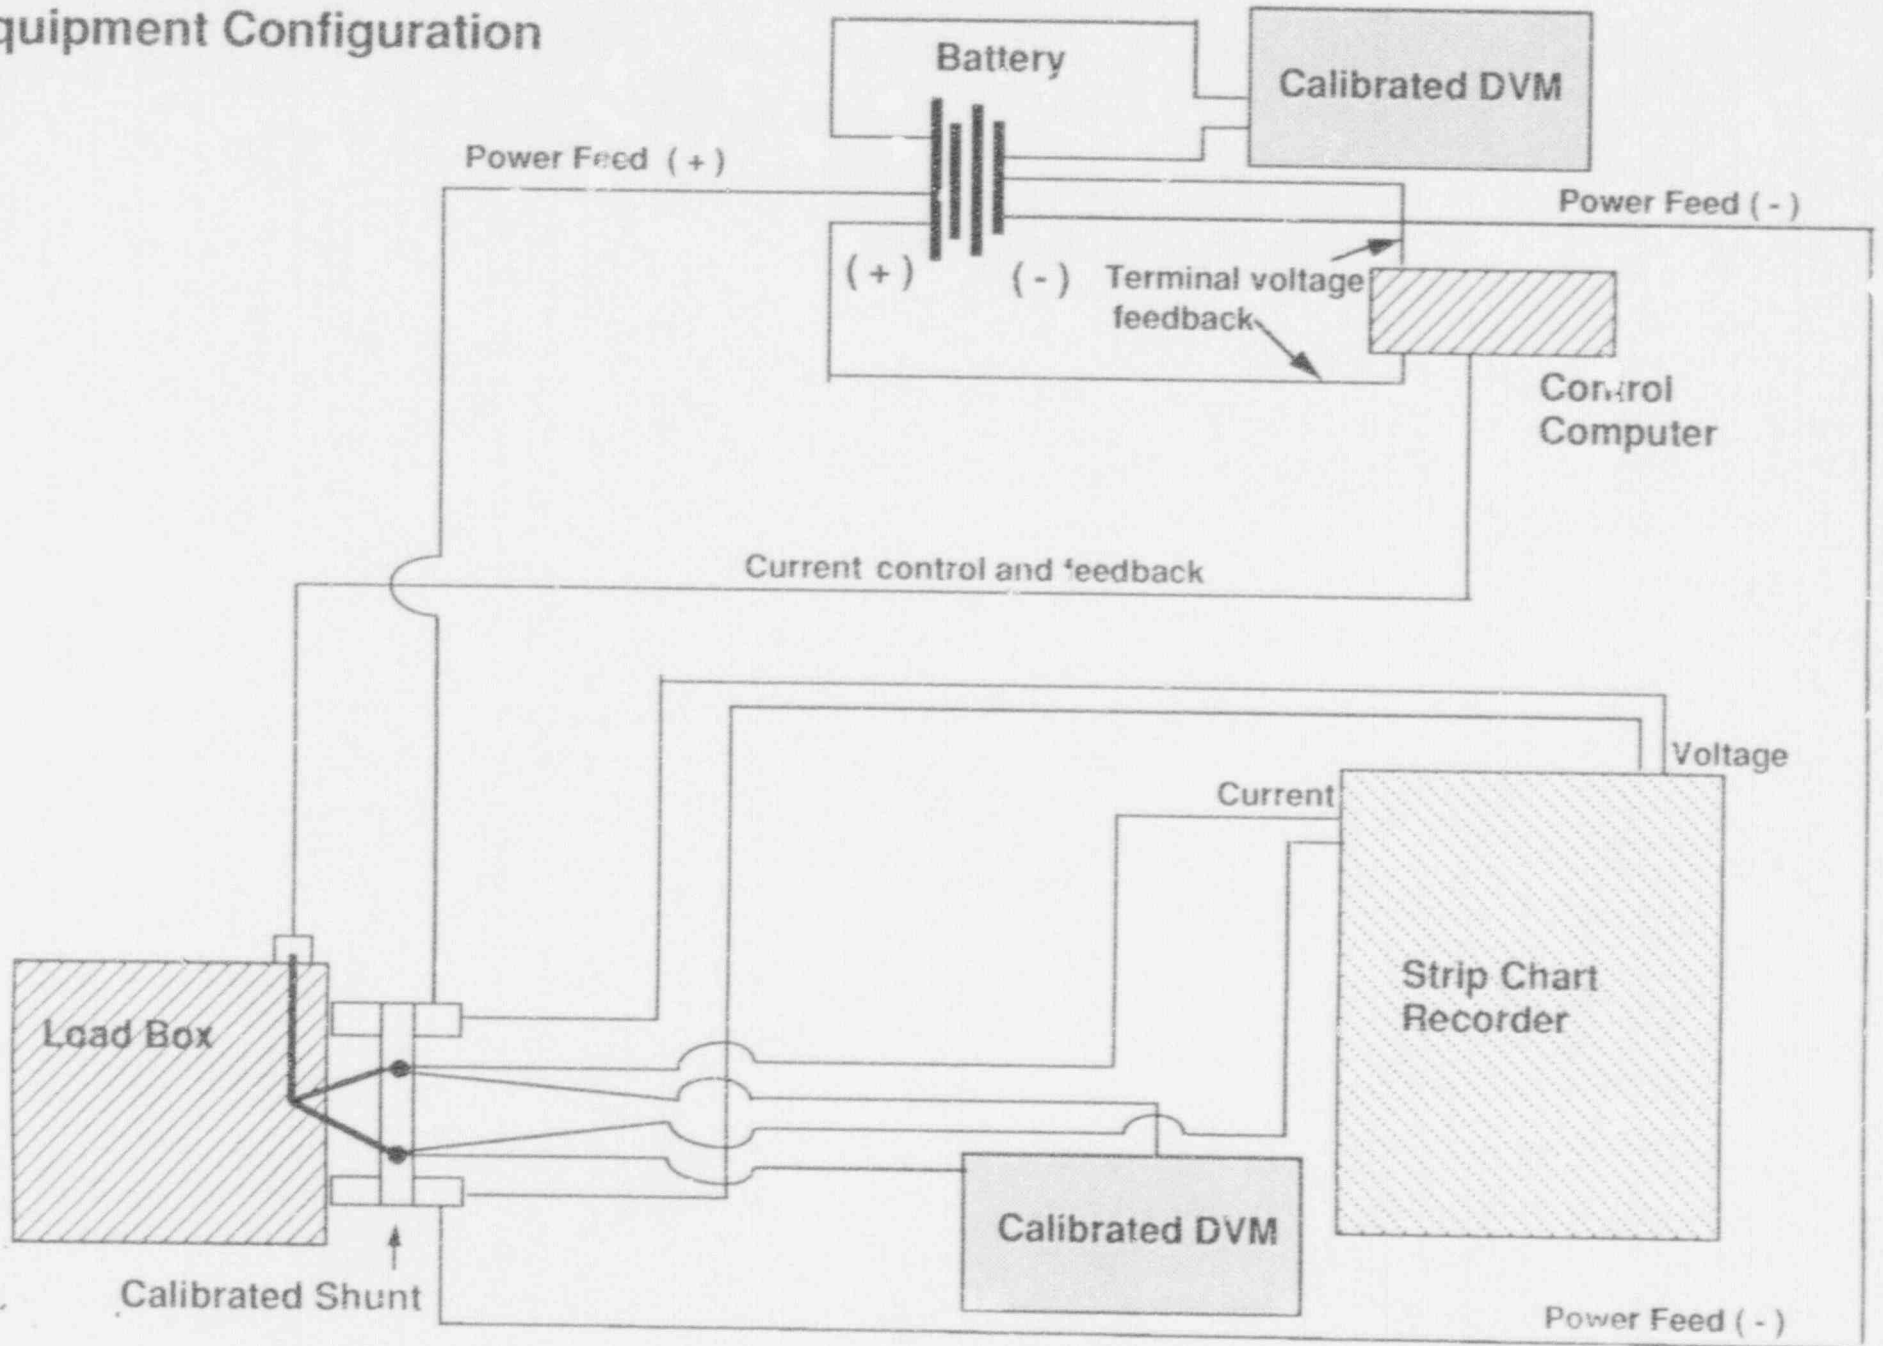 quipment Configuration
Battery
Calibrated DVM
Power Feed ( + )
Power Feed ( - )
( + )
( - )
Terminal voltage
feedback
Control
Computer
Current control and feedback
Voltage
Current
Strip Chart
Recorder
Load Box
Calibrated DVM
Calibrated Shunt
Power Feed ( - )